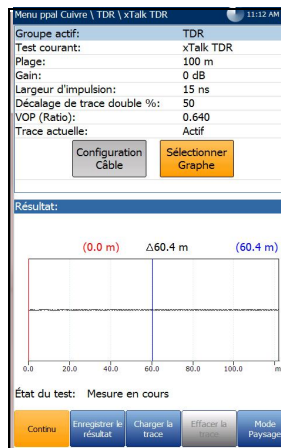 Menu ppal Cuivre \ TDR \ xTalk TDR 11:12 AM
Groupe actif: TDR
Test courant: xTalk TDR
Plage: 100 m
Gain: 0 dB
Largeur d'impulsion: 15 ns
Décalage de trace double %: 50
VOP (Ratio): 0.640
Trace actuelle: Actif
Configuration Câble
Sélectionner Graphe
Résultat:
(0.0 m) Δ60.4 m (60.4 m)
0.0 20.0 40.0 60.0 80.0 100.0 m
État du test: Mesure en cours
Continu
Enregistrer le résultat
Charger la trace
Effacer la trace
Mode Paysage